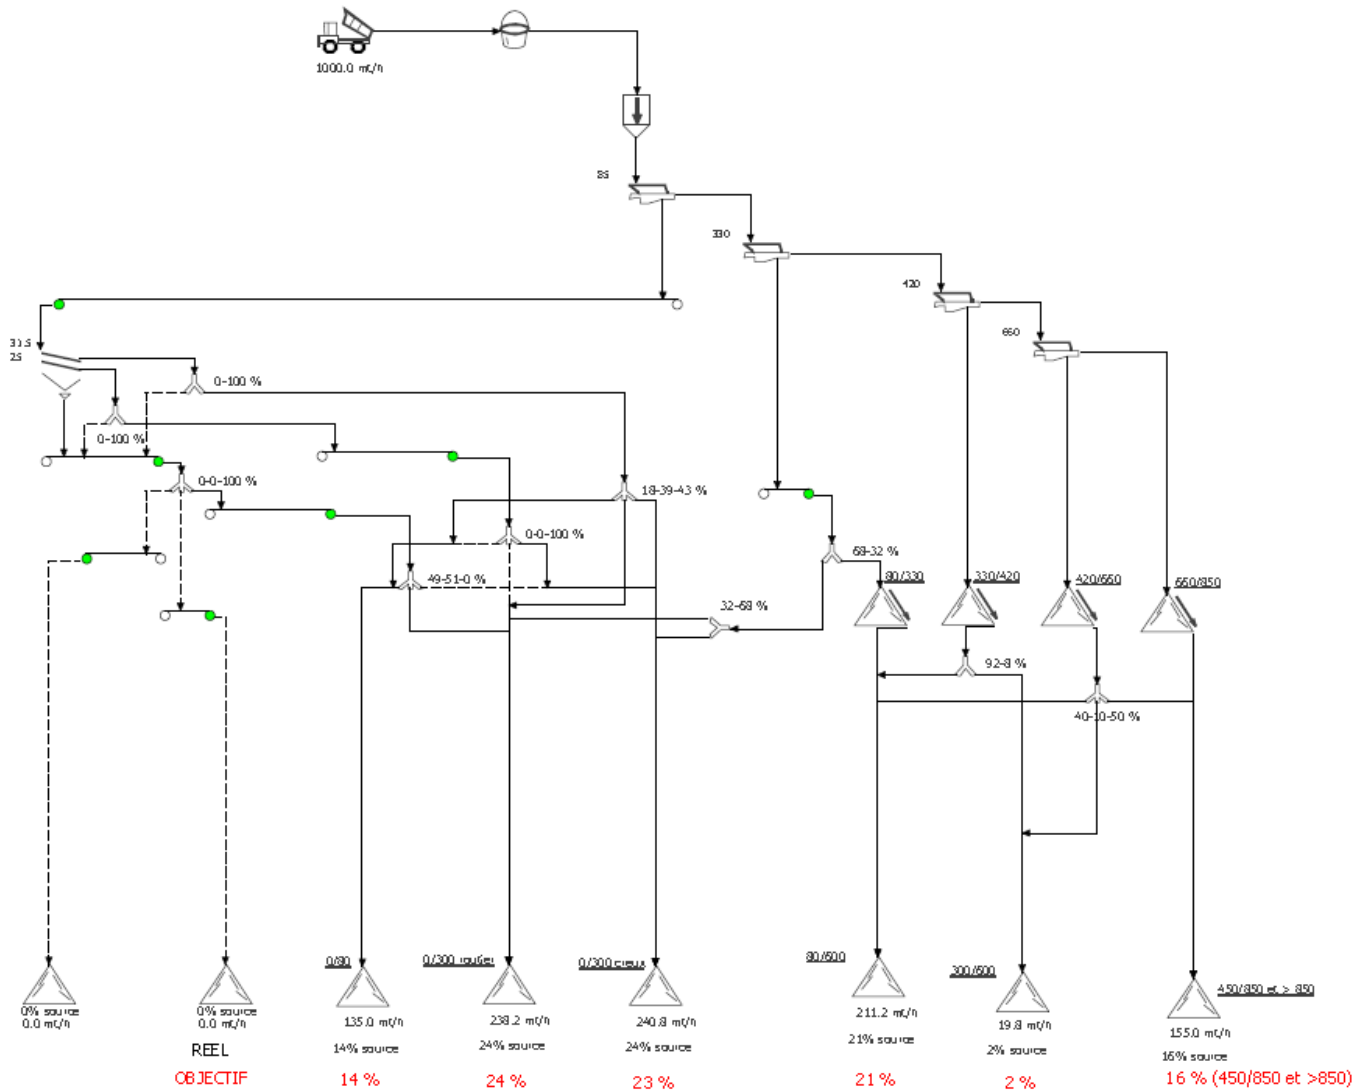 1000.0 mt/h
85
330
420
660
31.5
25
0-100 %
0-100 %
0-0-100 %
18-39-43 %
0-0-100 %
68-32 %
49-51-0 %
80/330
330/420
420/660
660/850
32-68 %
92-8 %
40-10-50 %
0/80
0/300 routier
0/300 creux
80/600
300/600
450/850 et > 850
0% source
0.0 mt/h
0% source
0.0 mt/h
135.0 mt/h
238.2 mt/h
240.8 mt/h
211.2 mt/h
19.8 mt/h
155.0 mt/h
REEL
14% source
24% source
24% source
21% source
2% source
16% source
OBJECTIF
14 %
24 %
23 %
21 %
2 %
16 % (450/850 et >850)